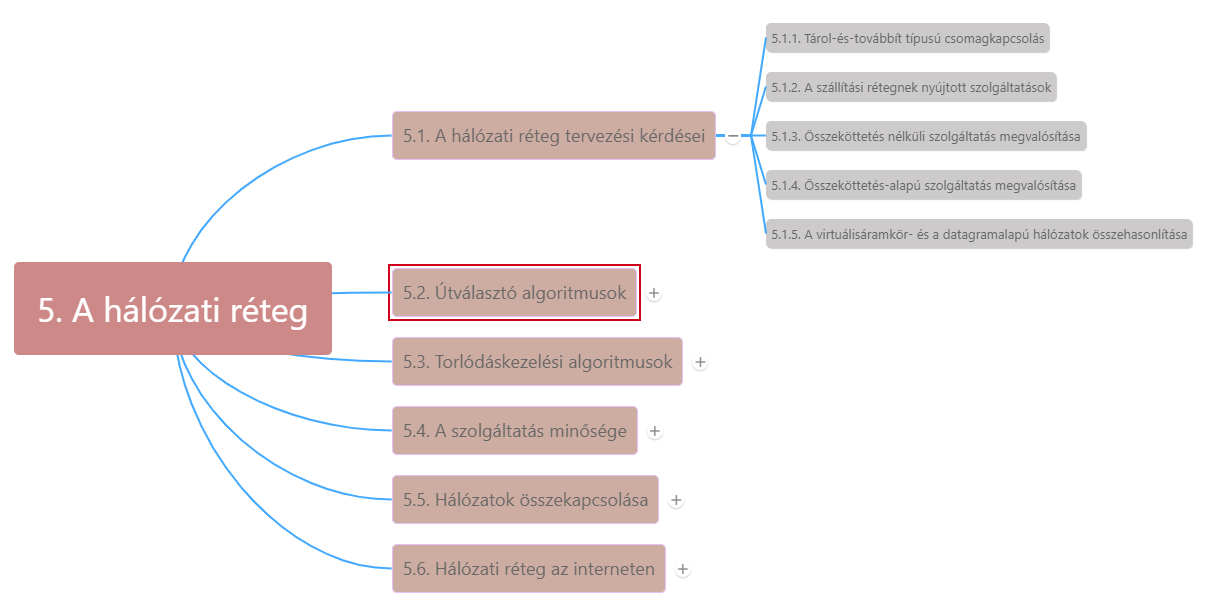 5. A hálózati réteg
5.1. A hálózati réteg tervezési kérdései
5.1.1. Tárol-és-továbbít típusú csomagkapcsolás
5.1.2. A szállítási rétegnek nyújtott szolgáltatások
5.1.3. Összeköttetés nélküli szolgáltatás megvalósítása
5.1.4. Összeköttetés-alapú szolgáltatás megvalósítása
5.1.5. A virtuálisáramkör- és a datagramalapú hálózatok összehasonlítása
5.2. Útválasztó algoritmusok
5.3. Torlódáskezelési algoritmusok
5.4. A szolgáltatás minősége
5.5. Hálózatok összekapcsolása
5.6. Hálózati réteg az interneten